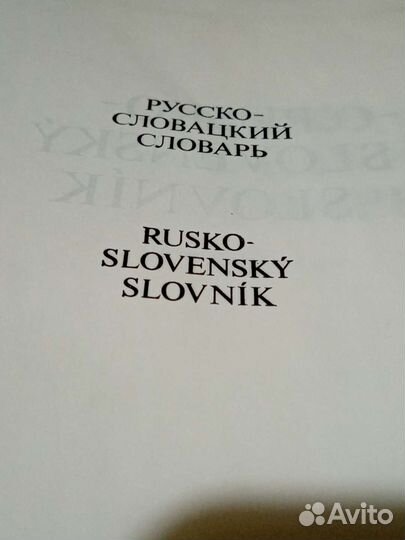 РУССКО-
СЛОВАЦКИЙ
СЛОВАРЬ
RUSKO-
SLOVENSKÝ
SLOVNÍK
Avito